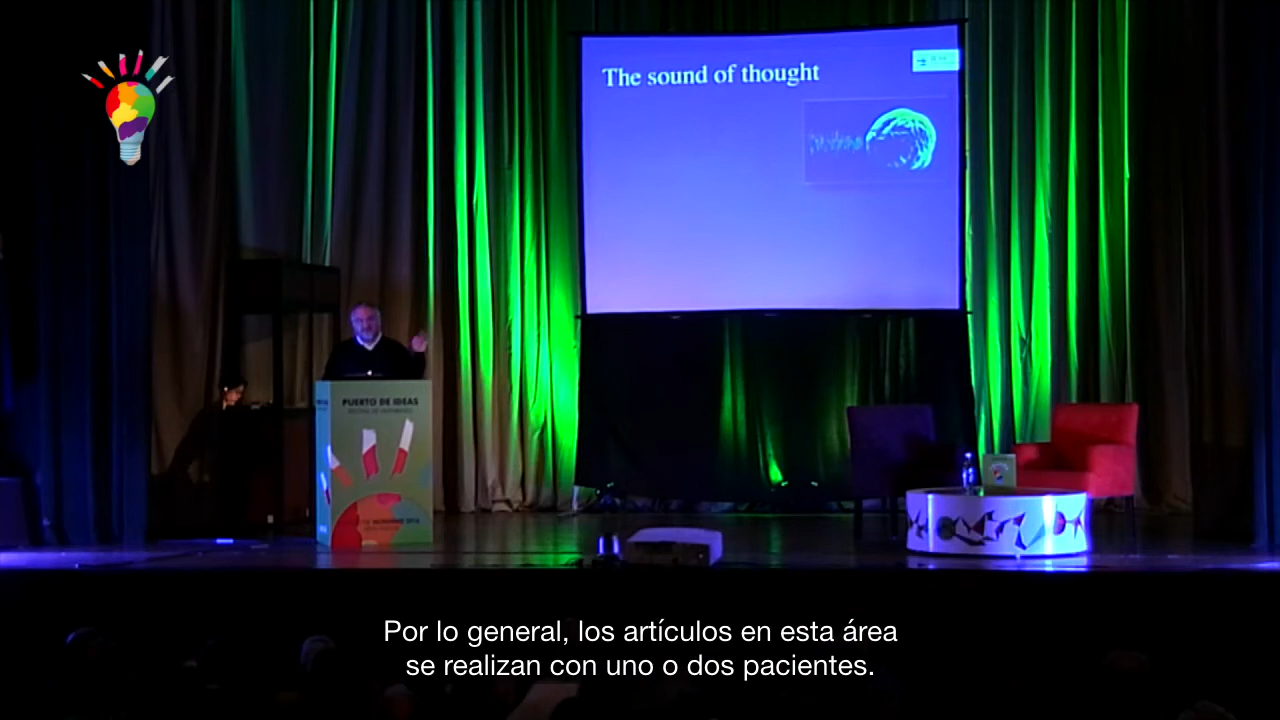 The sound of thought
PUERTO DE IDEAS
Por lo general, los artículos en esta área
se realizan con uno o dos pacientes.